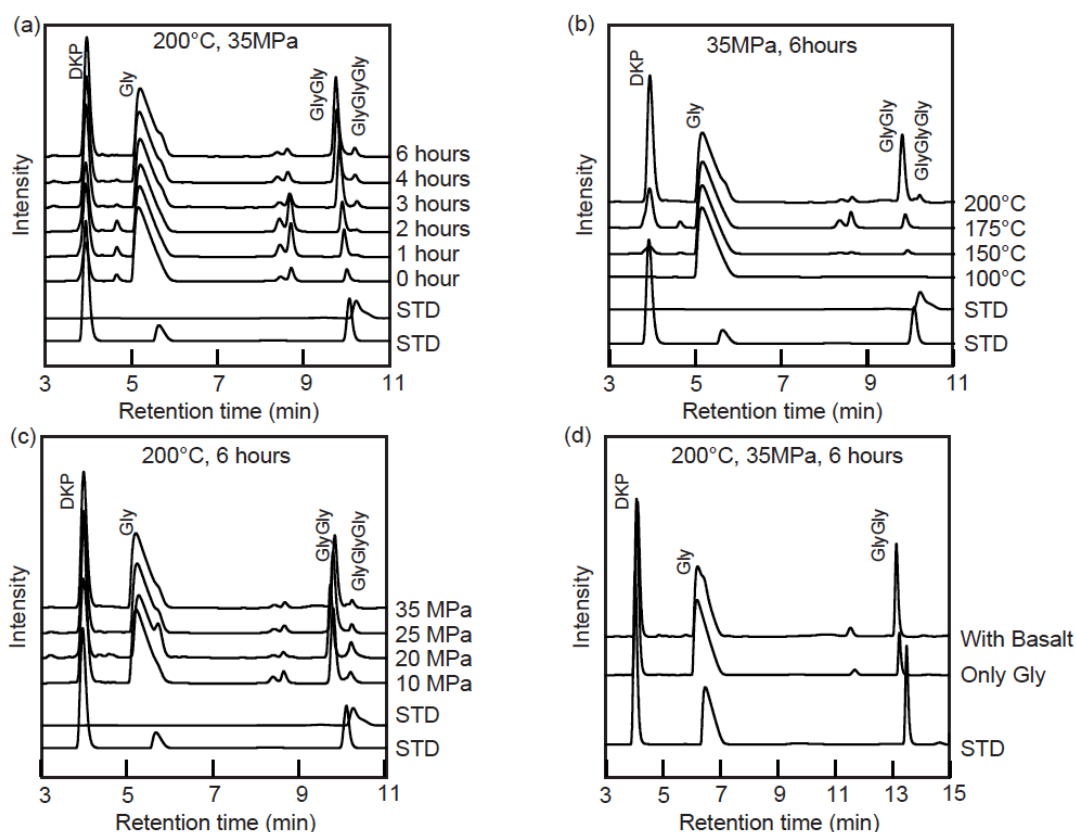 (a)
200°C, 35MPa
DKP
Gly
GlyGly
GlyGlyGly
6 hours
4 hours
3 hours
2 hours
1 hour
0 hour
STD
STD
Intensity
3 5 7 9 11
Retention time (min)
(b)
35MPa, 6hours
DKP
Gly
GlyGly
GlyGlyGly
200°C
175°C
150°C
100°C
STD
STD
Intensity
3 5 7 9 11
Retention time (min)
(c)
200°C, 6 hours
DKP
Gly
GlyGly
GlyGlyGly
35 MPa
25 MPa
20 MPa
10 MPa
STD
STD
Intensity
3 5 7 9 11
Retention time (min)
(d)
200°C, 35MPa, 6 hours
DKP
Gly
GlyGly
With Basalt
Only Gly
STD
Intensity
3 5 7 9 11 13 15
Retention time (min)